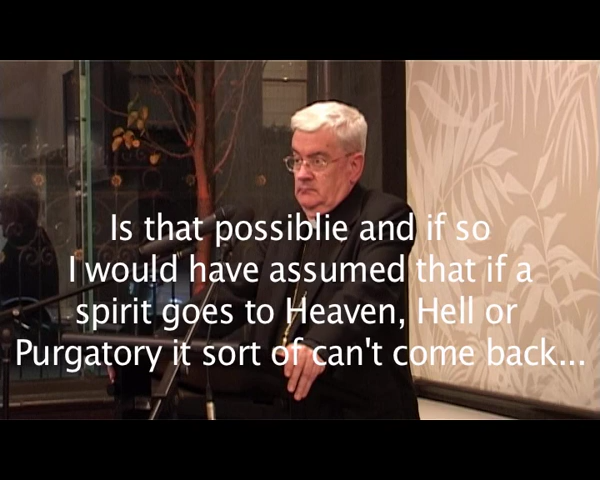 Is that possiblie and if so
I would have assumed that if a
spirit goes to Heaven, Hell or
Purgatory it sort of can't come back...